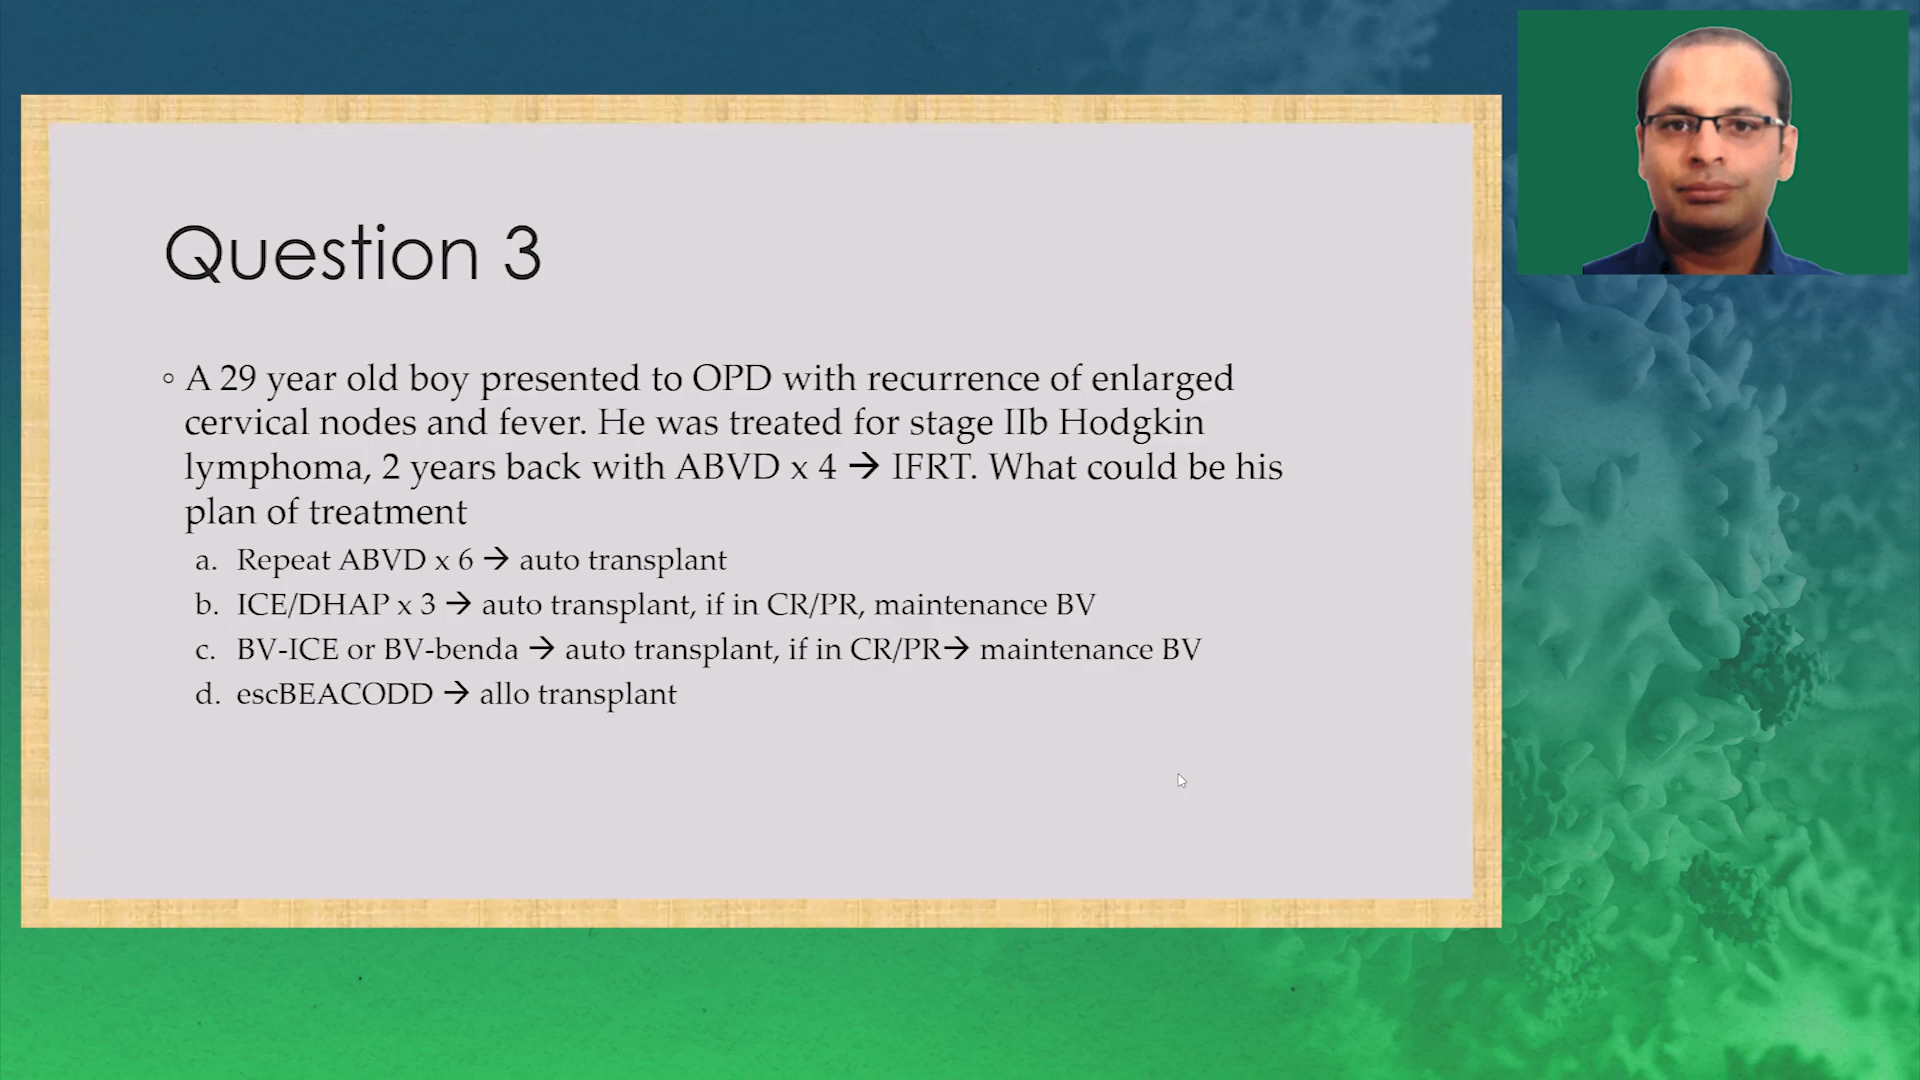 Question 3
◦ A 29 year old boy presented to OPD with recurrence of enlarged
cervical nodes and fever. He was treated for stage IIb Hodgkin
lymphoma, 2 years back with ABVD x 4 → IFRT. What could be his
plan of treatment
a. Repeat ABVD x 6 → auto transplant
b. ICE/DHAP x 3 → auto transplant, if in CR/PR, maintenance BV
c. BV-ICE or BV-benda → auto transplant, if in CR/PR→ maintenance BV
d. escBEACODD → allo transplant